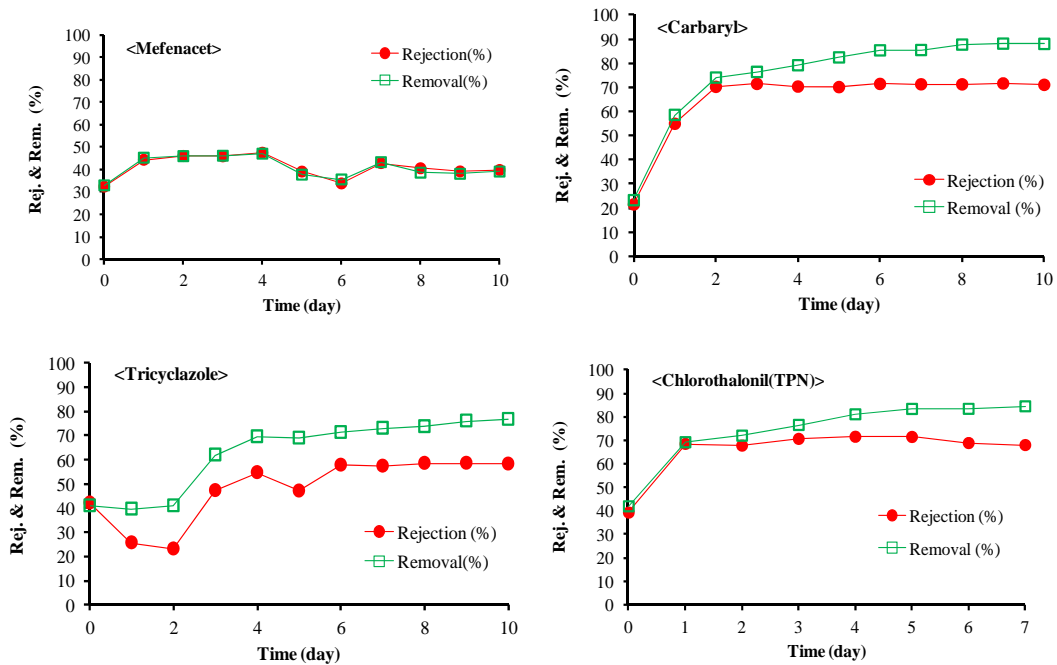 <Mefenacet>
Rejection(%)
Removal(%)
Rej. & Rem. (%)
100
90
80
70
60
50
40
30
20
10
0
0 2 4 6 8 10
Time (day)
<Carbaryl>
Rejection (%)
Removal (%)
Rej. & Rem. (%)
100
90
80
70
60
50
40
30
20
10
0
0 1 2 3 4 5 6 7 8 9 10
Time (day)
<Tricyclazole>
Rejection (%)
Removal(%)
Rej. & Rem. (%)
100
90
80
70
60
50
40
30
20
10
0
0 2 4 6 8 10
Time (day)
<Chlorothalonil(TPN)>
Rejection (%)
Removal (%)
Rej. & Rem. (%)
100
90
80
70
60
50
40
30
20
10
0
0 1 2 3 4 5 6 7
Time (day)